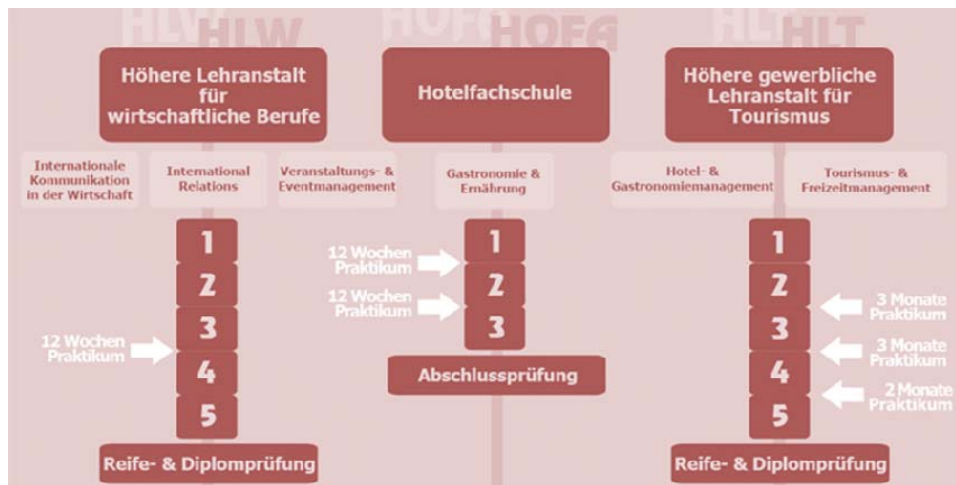 HLW HLW
HOFA HOFA
HLT HLT
Höhere Lehranstalt
für
wirtschaftliche Berufe
Hotelfachschule
Höhere gewerbliche
Lehranstalt für
Tourismus
Internationale
Kommunikation
in der Wirtschaft
International
Relations
Veranstaltungs- &
Eventmanagement
Gastronomie &
Ernährung
Hotel- &
Gastronomiemanagement
Tourismus- &
Freizeitmanagement
1
2
3
4
5
12 Wochen
Praktikum
Reife- & Diplomprüfung
1
2
3
12 Wochen
Praktikum
12 Wochen
Praktikum
Abschlussprüfung
1
2
3
4
5
3 Monate
Praktikum
3 Monate
Praktikum
2 Monate
Praktikum
Reife- & Diplomprüfung